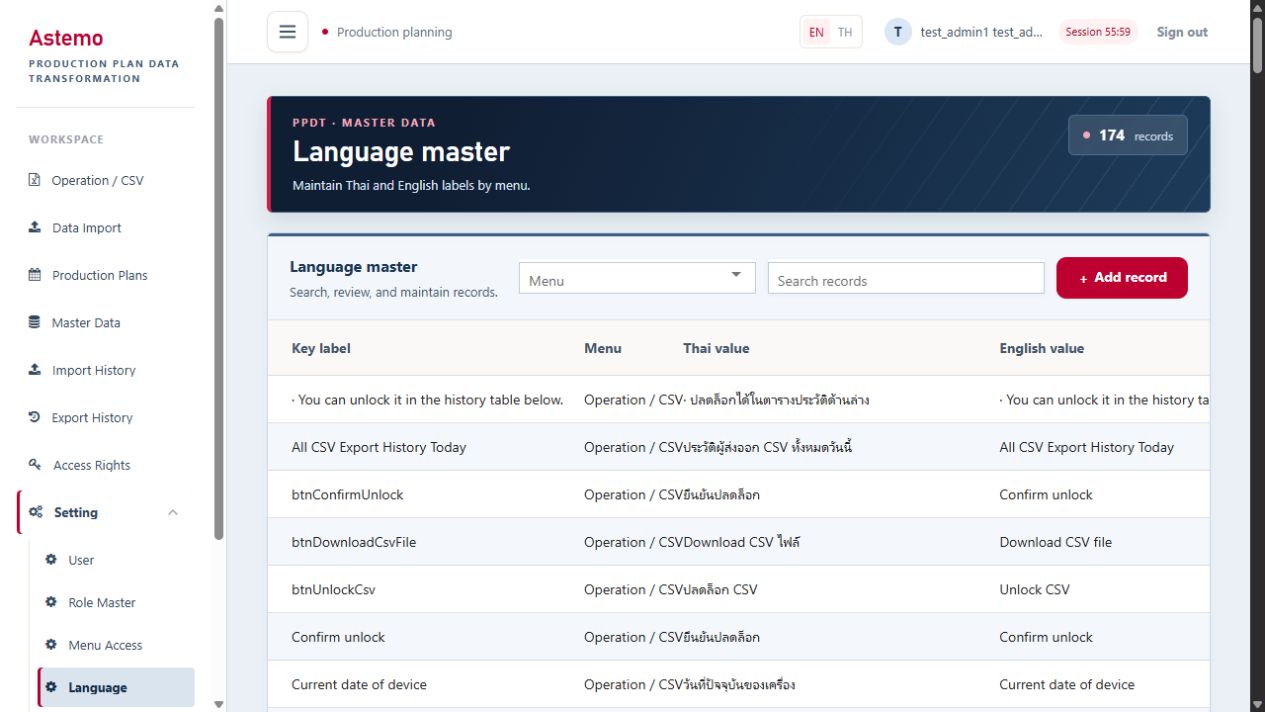 Astemo
PRODUCTION PLAN DATA
TRANSFORMATION
WORKSPACE
Operation / CSV
Data Import
Production Plans
Master Data
Import History
Export History
Access Rights
Setting
User
Role Master
Menu Access
Language
Production planning
EN TH
T test_admin1 test_ad...
Session 55:59
Sign out
PPDT · MASTER DATA
Language master
Maintain Thai and English labels by menu.
174 records
Language master
Search, review, and maintain records.
Menu
Search records
+ Add record
Key label Menu Thai value English value
· You can unlock it in the history table below. Operation / CSV · ปลดล็อกได้ในตารางประวัติด้านล่าง · You can unlock it in the history ta
All CSV Export History Today Operation / CSV ประวัติผู้ส่งออก CSV ทั้งหมดวันนี้ All CSV Export History Today
btnConfirmUnlock Operation / CSV ยืนยันปลดล็อก Confirm unlock
btnDownloadCsvFile Operation / CSV Download CSV ไฟล์ Download CSV file
btnUnlockCsv Operation / CSV ปลดล็อก CSV Unlock CSV
Confirm unlock Operation / CSV ยืนยันปลดล็อก Confirm unlock
Current date of device Operation / CSV วันที่ปัจจุบันของเครื่อง Current date of device